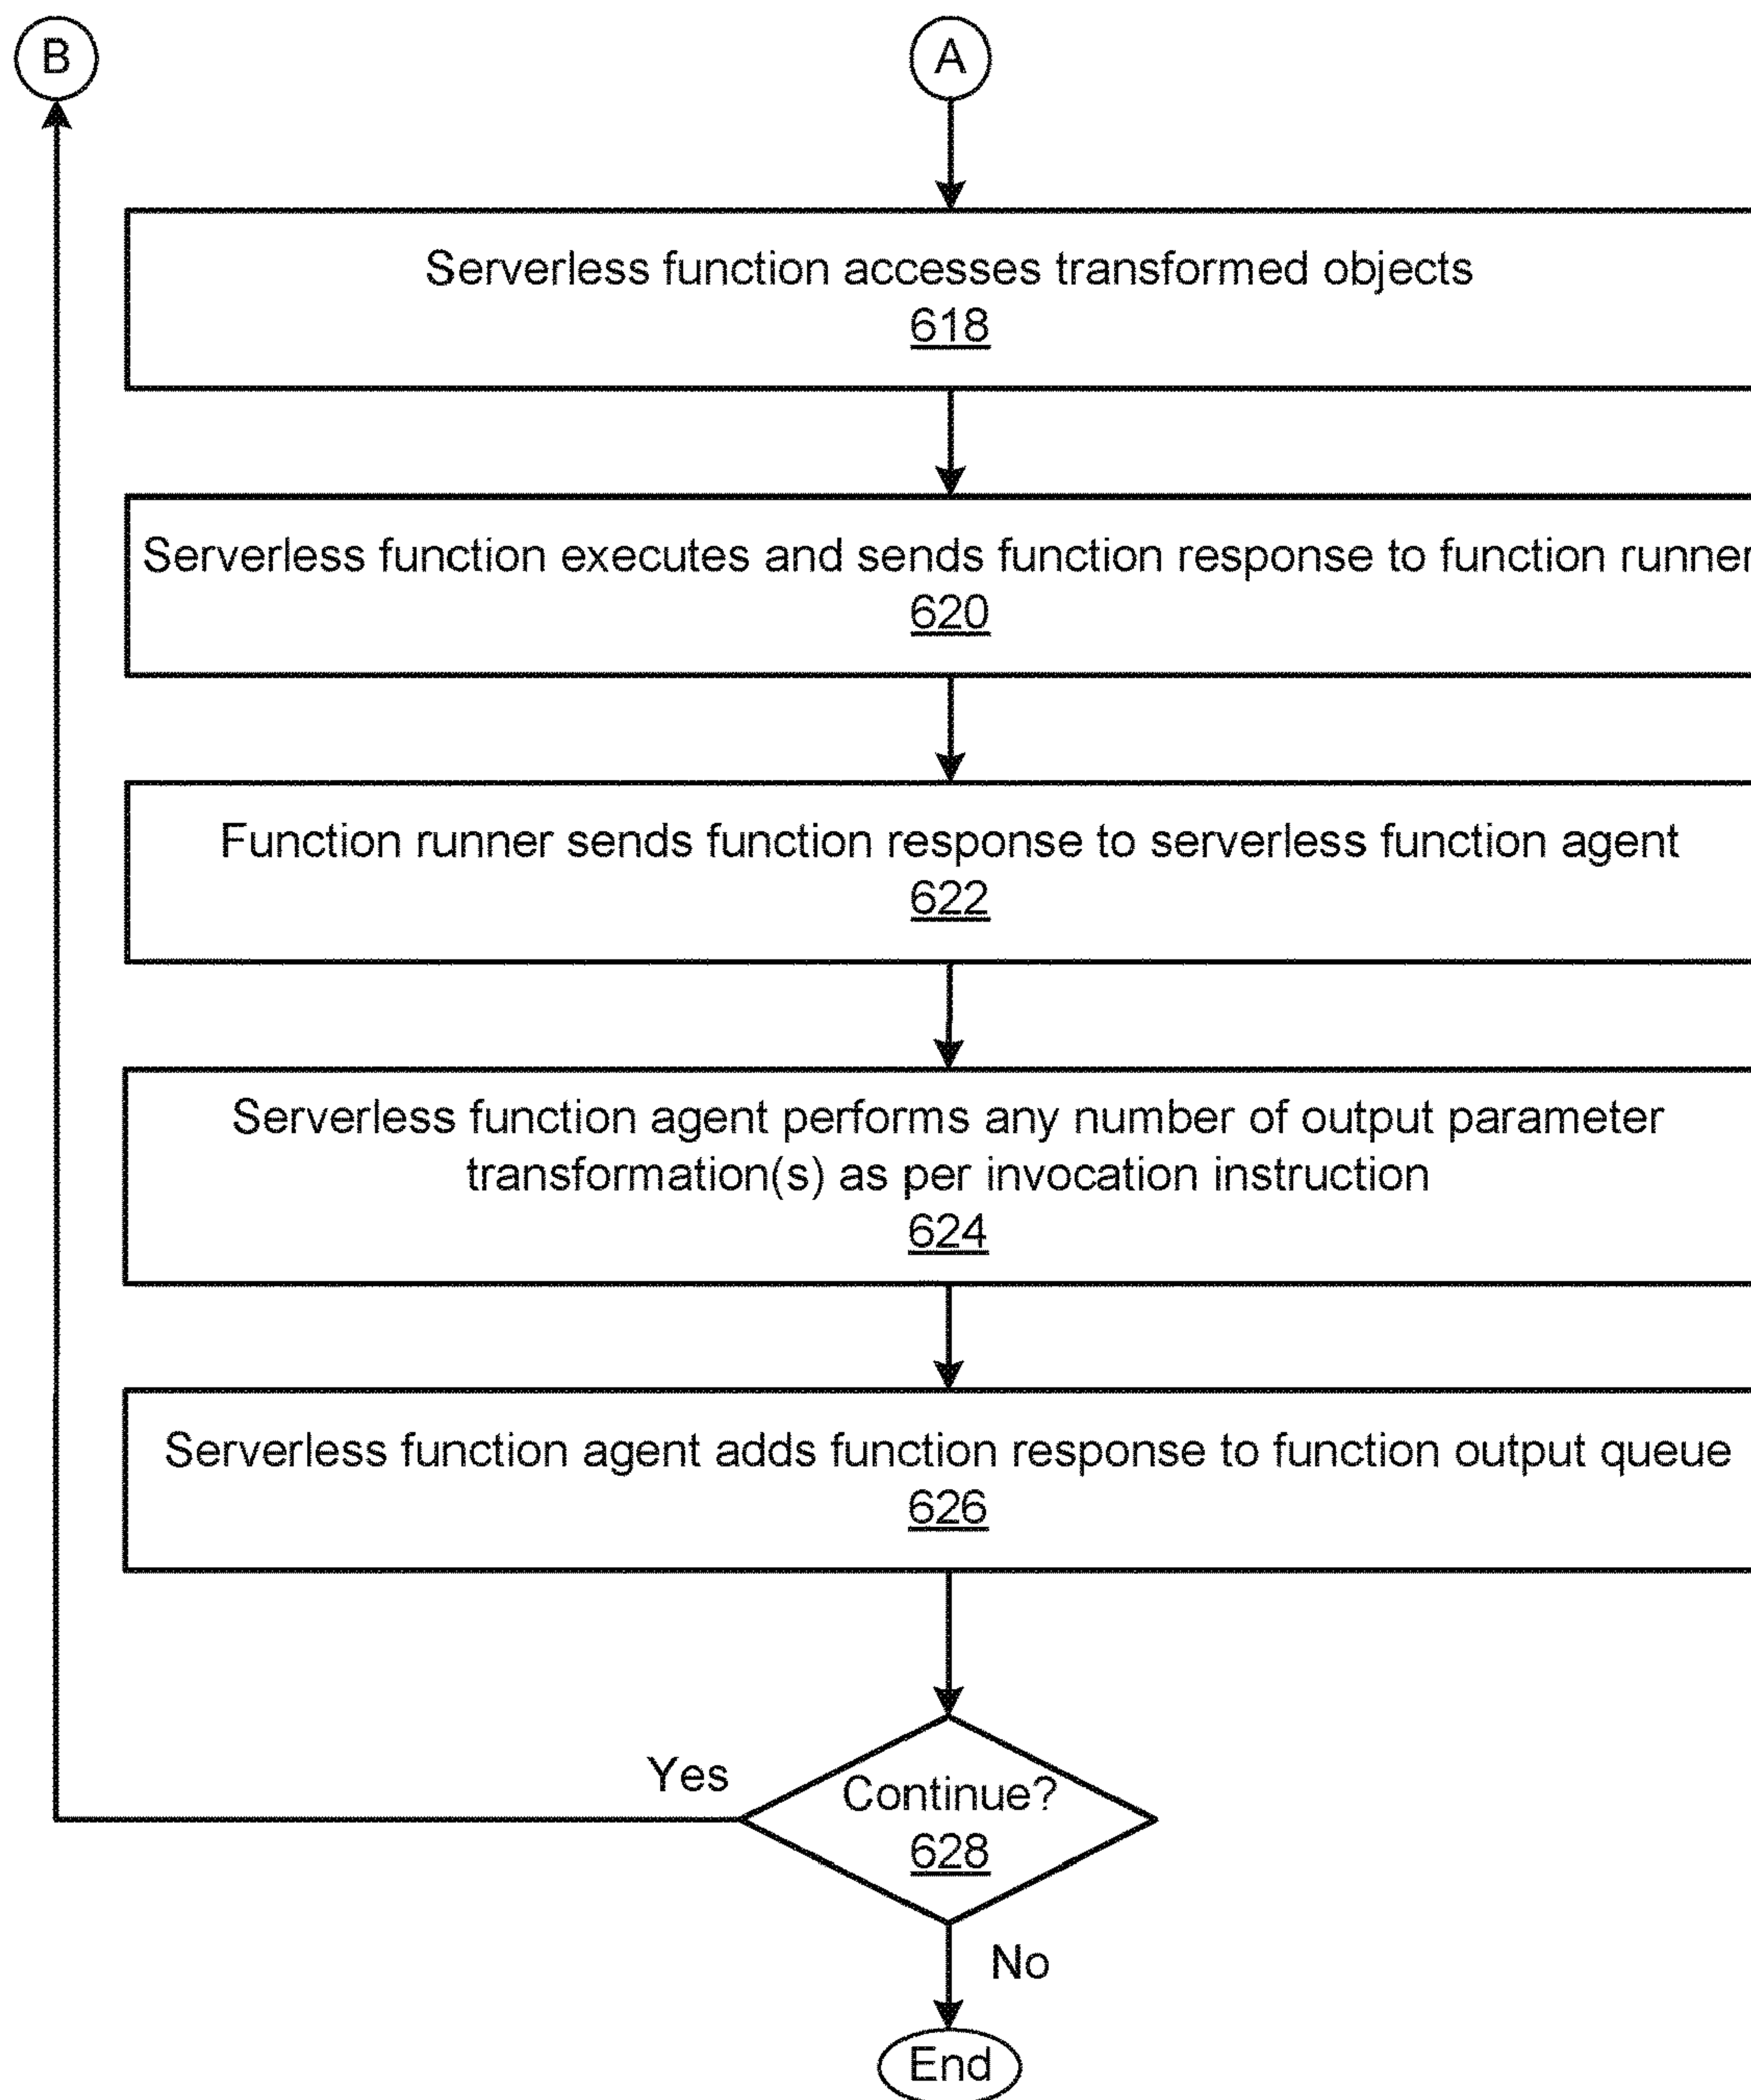 B
A
Serverless function accesses transformed objects
618
Serverless function executes and sends function response to function runner
620
Function runner sends function response to serverless function agent
622
Serverless function agent performs any number of output parameter
transformation(s) as per invocation instruction
624
Serverless function agent adds function response to function output queue
626
Yes
Continue?
628
No
End